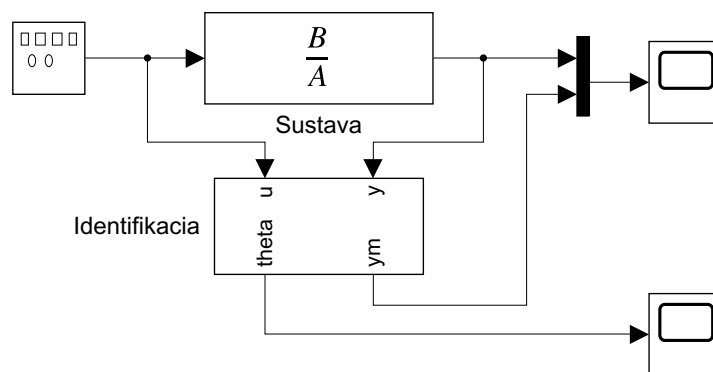 B
A
Sustava
u
y
Identifikacia
theta
ym